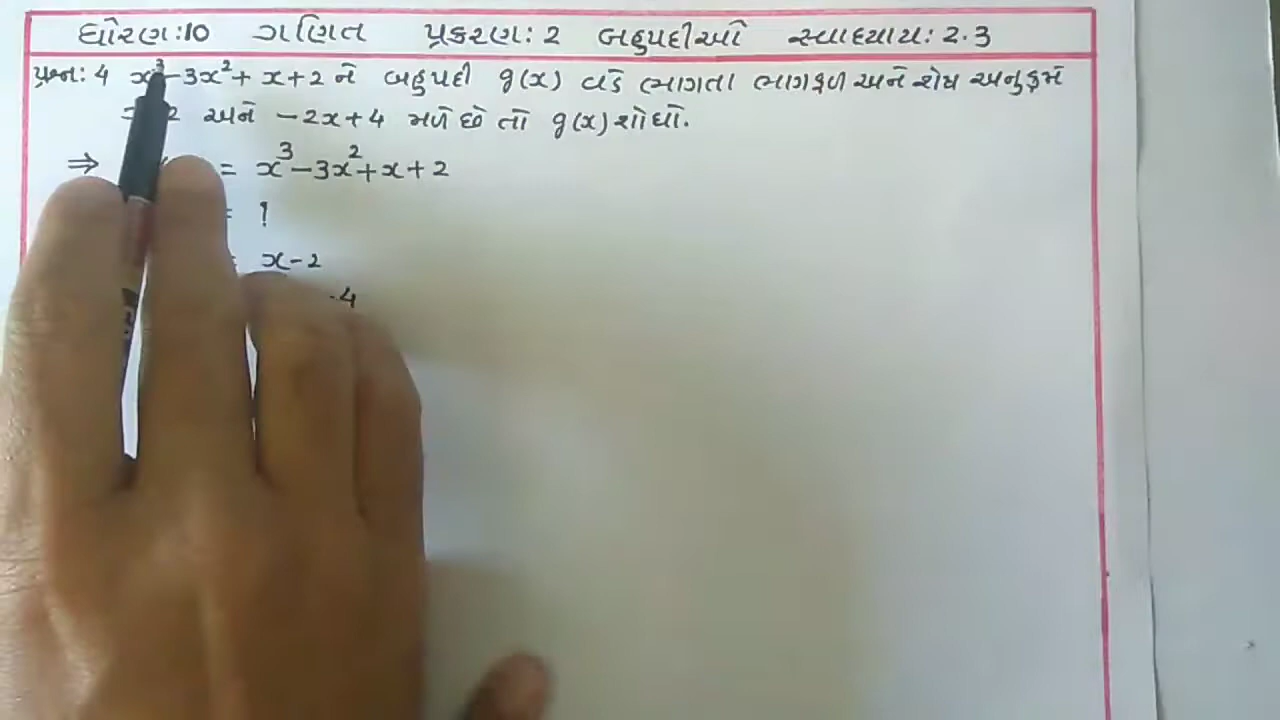 ધોરણ:10 ગણિત પ્રકરણ: 2 બહુપદીઓ સ્વાધ્યાય: 2.3
પ્રશ્ન: 4 x³-3x²+x+2 ને બહુપદી g(x) વડે ભાગતા ભાગફળ અને શેષ અનુક્રમે
2 અને -2x+4 મળે છે તો g(x) શોધો.
⇒ = x³-3x²+x+2
= ?
= x-2
4